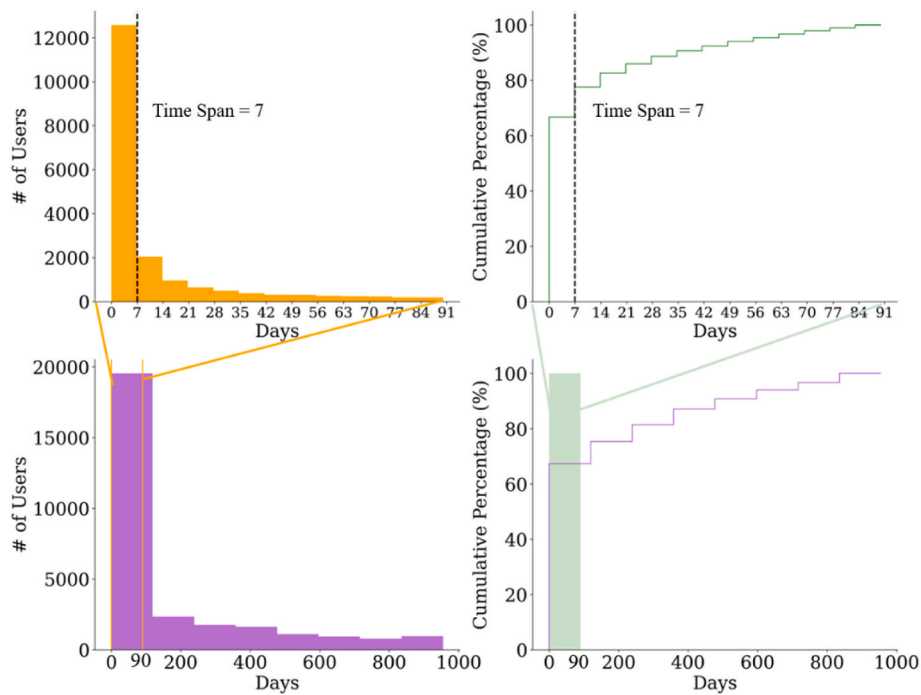 12000
10000
8000
6000
4000
2000
0
# of Users
Time Span = 7
0 7 14 21 28 35 42 49 56 63 70 77 84 91
Days
100
80
60
40
20
0
Cumulative Percentage (%)
Time Span = 7
0 7 14 21 28 35 42 49 56 63 70 77 84 91
Days
20000
15000
10000
5000
0
# of Users
0 90 200 400 600 800 1000
Days
100
80
60
40
20
0
Cumulative Percentage (%)
0 90 200 400 600 800 1000
Days